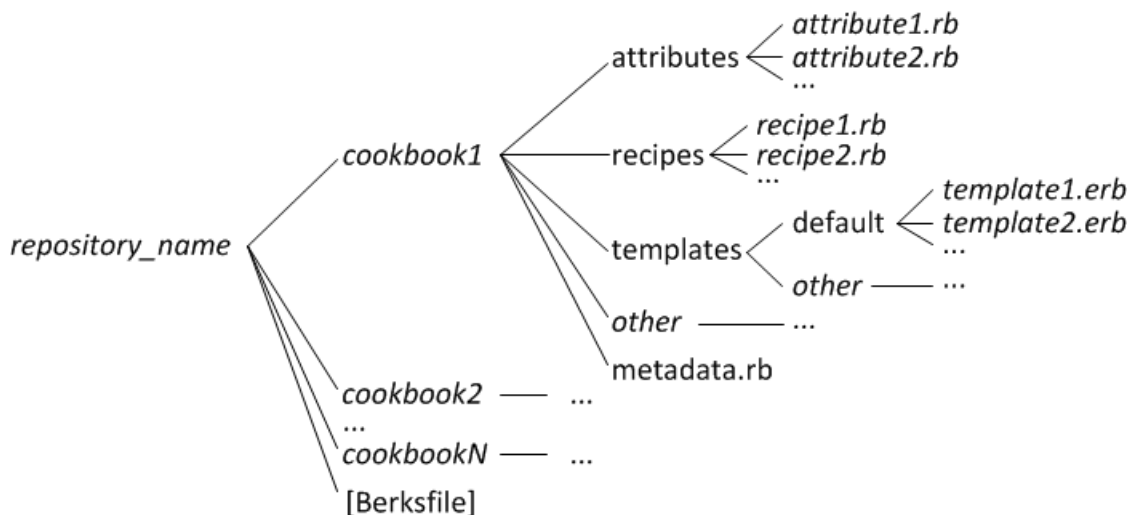 attribute1.rb
attributes
attribute2.rb
...
recipe1.rb
cookbook1
recipes
recipe2.rb
...
template1.erb
default
template2.erb
repository_name
templates
...
other
...
other
...
metadata.rb
cookbook2
...
...
cookbookN
...
[Berksfile]